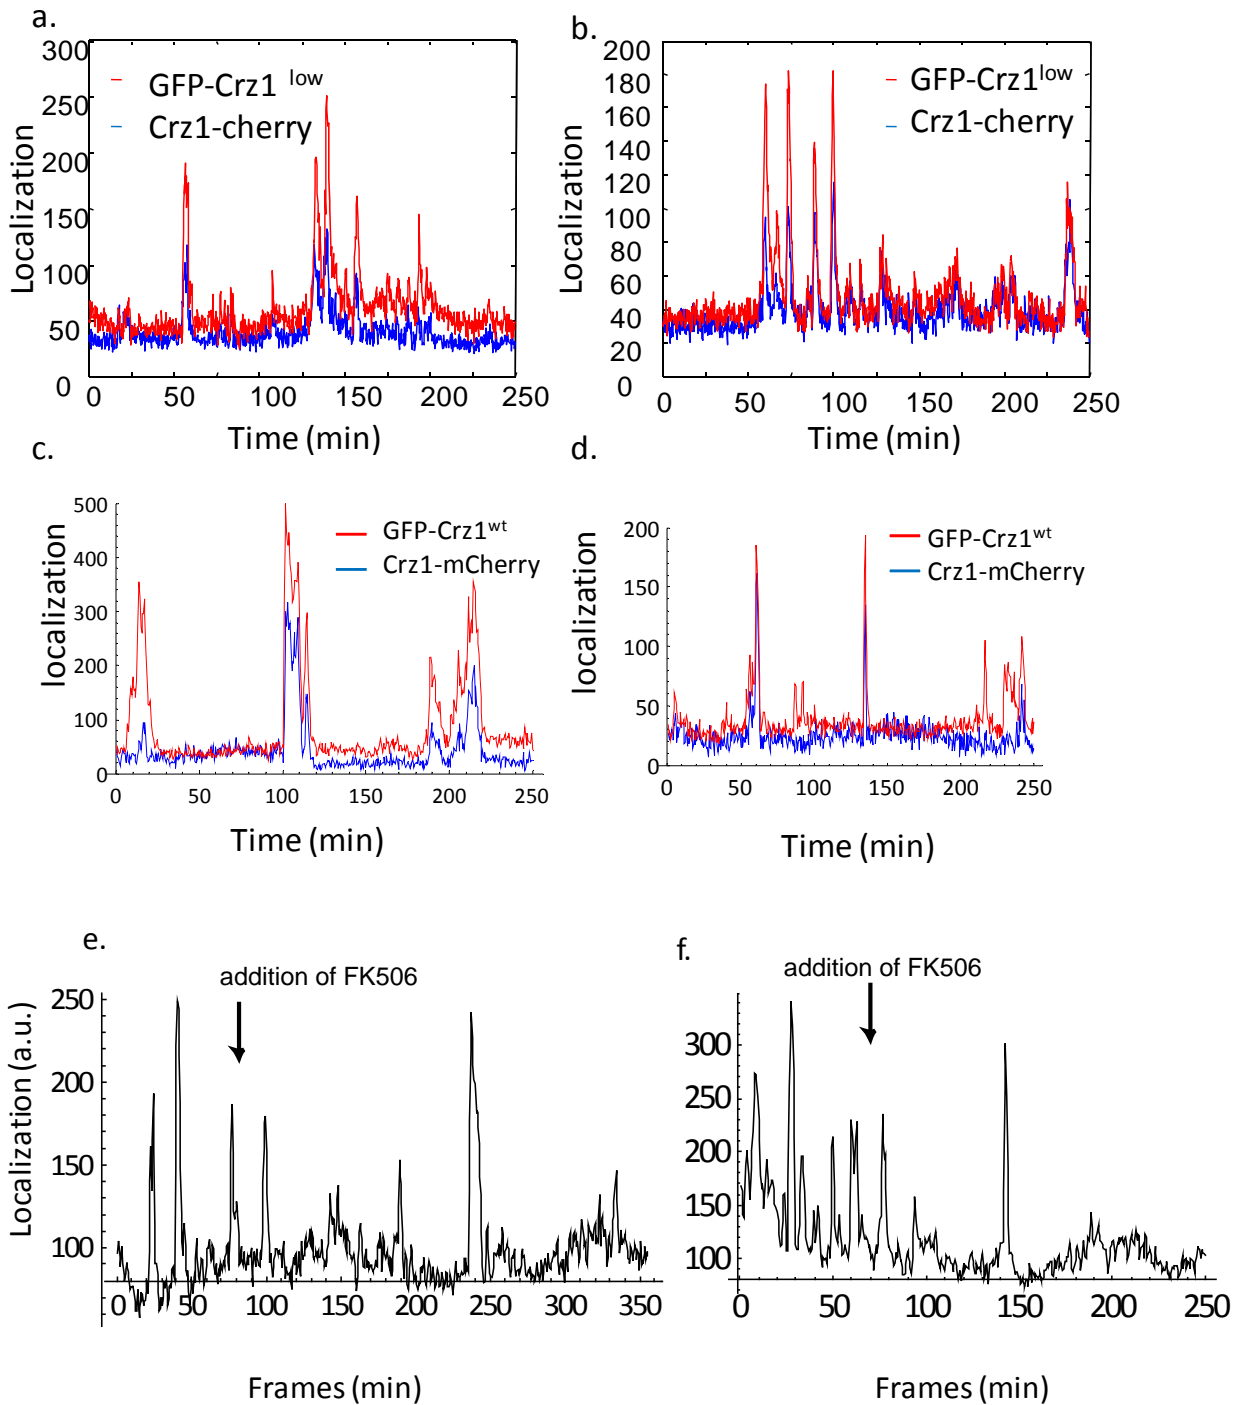 a.
300
250
200
150
100
50
0
Localization
GFP-Crz1 low
Crz1-cherry
0 50 100 150 200 250
Time (min)
b.
200
180
160
140
120
100
80
60
40
20
0
Localization
GFP-Crz1low
Crz1-cherry
0 50 100 150 200 250
Time (min)
c.
500
300
200
100
0
localization
GFP-Crz1wt
Crz1-mCherry
0 50 100 150 200 250
Time (min)
d.
200
150
100
50
0
localization
GFP-Crz1wt
Crz1-mCherry
0 50 100 150 200 250
Time (min)
e.
addition of FK506
250
200
150
100
Localization (a.u.)
0 50 100 150 200 250 300 350
Frames (min)
f.
addition of FK506
300
250
200
150
100
0 50 100 150 200 250
Frames (min)